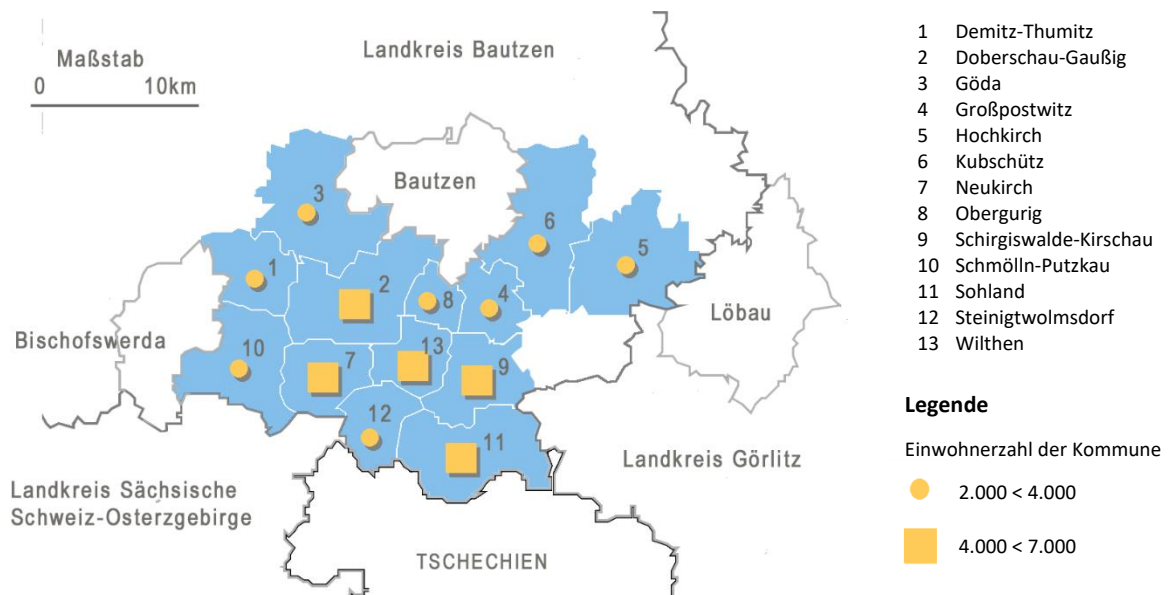 Landkreis Bautzen
Maßstab
0 10km
Bautzen
3
6
5
1
2
8
4
Löbau
Bischofswerda
10
7
13
9
12
11
Landkreis Görlitz
Landkreis Sächsische
Schweiz-Osterzgebirge
TSCHECHIEN
1 Demitz-Thumitz
2 Doberschau-Gaußig
3 Göda
4 Großpostwitz
5 Hochkirch
6 Kubschütz
7 Neukirch
8 Obergurig
9 Schirgiswalde-Kirschau
10 Schmölln-Putzkau
11 Sohland
12 Steinigtwolmsdorf
13 Wilthen
Legende
Einwohnerzahl der Kommune
2.000 < 4.000
4.000 < 7.000